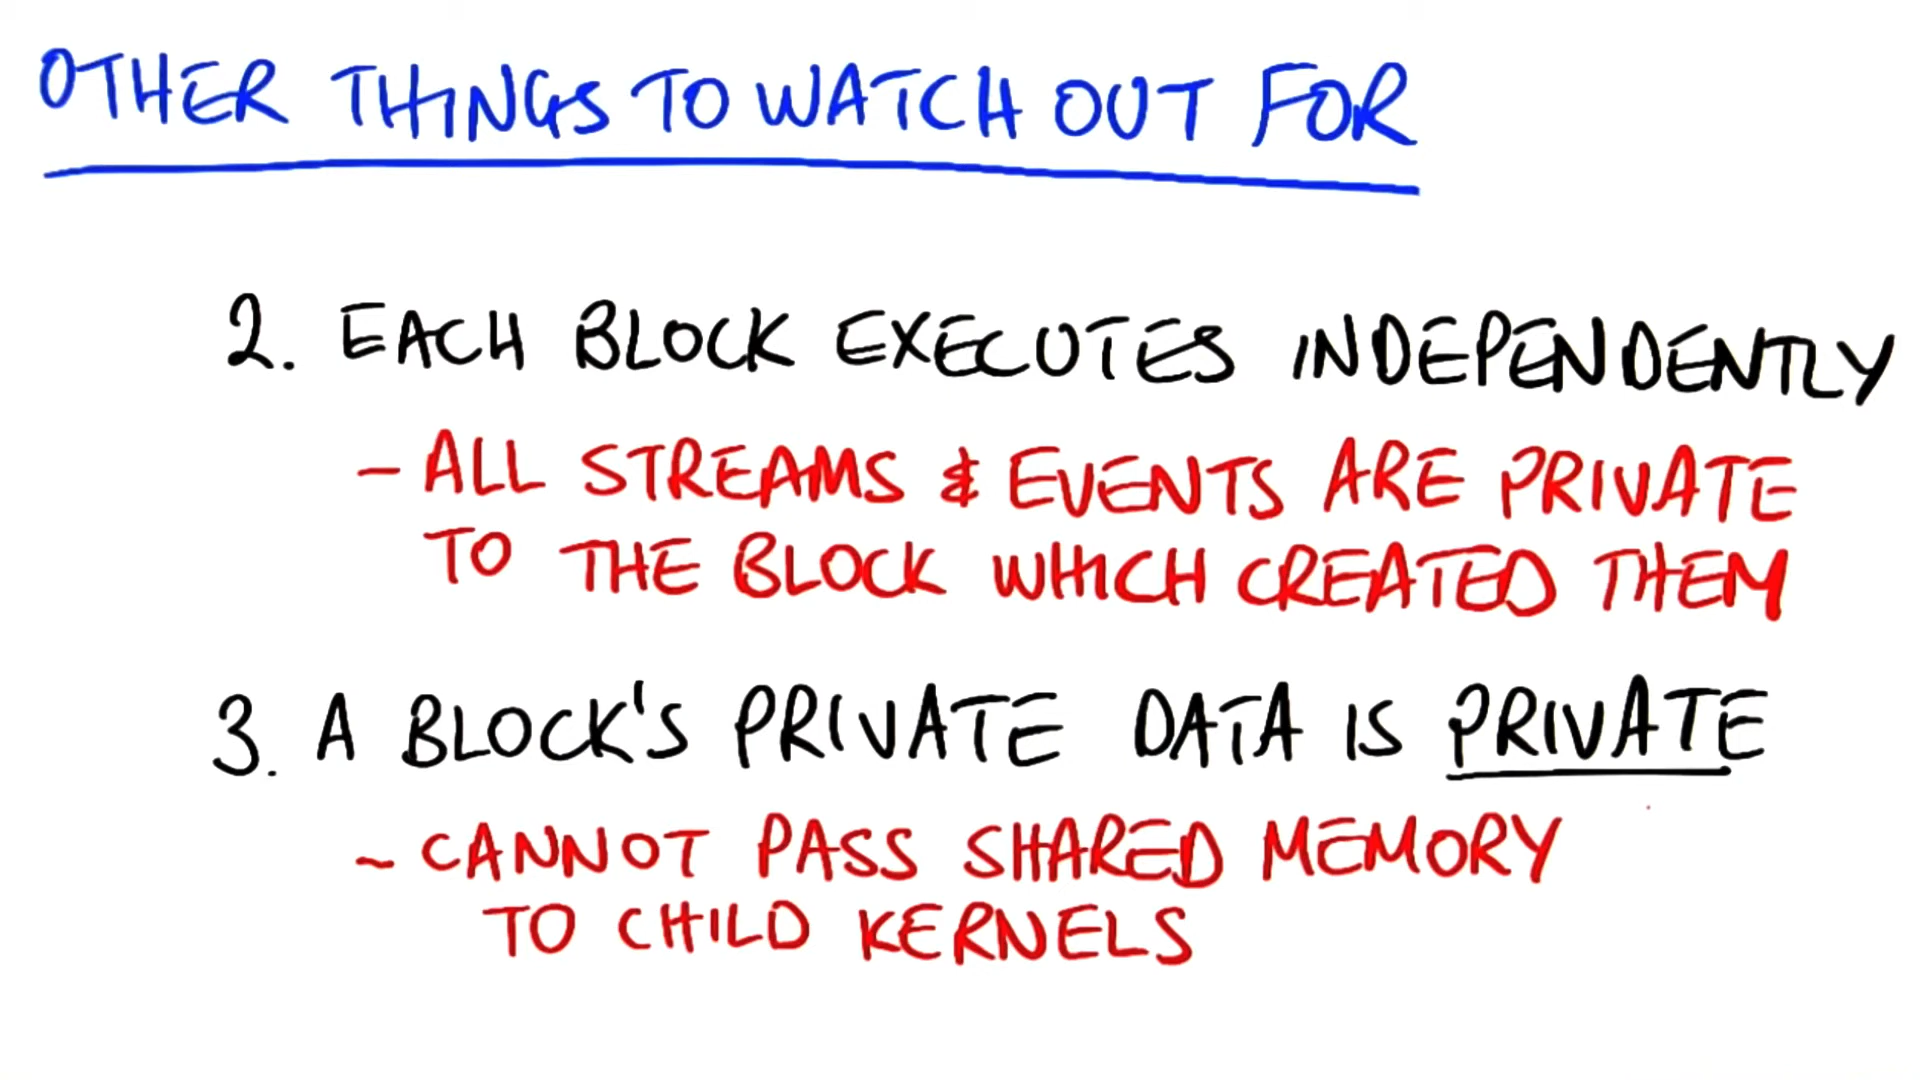 OTHER THINGS TO WATCH OUT FOR
2. EACH BLOCK EXECUTES INDEPENDENTLY
- ALL STREAMS & EVENTS ARE PRIVATE
TO THE BLOCK WHICH CREATED THEM
3. A BLOCK'S PRIVATE DATA IS PRIVATE
~ CANNOT PASS SHARED MEMORY
TO CHILD KERNELS